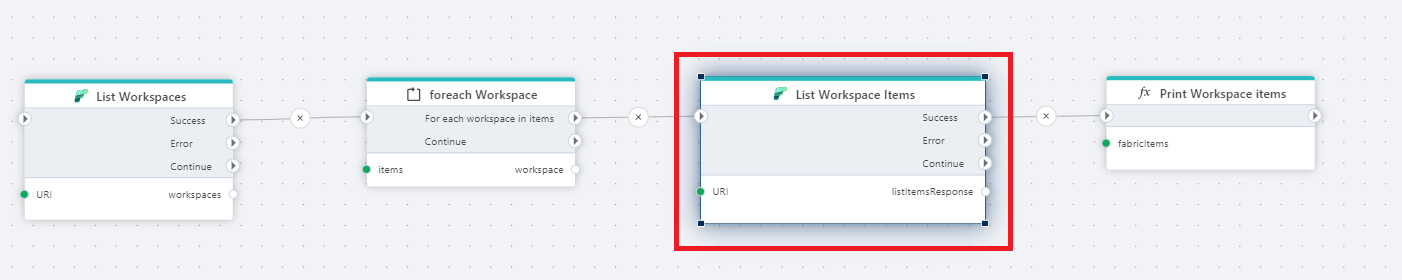 List Workspaces
Success
Error
Continue
URI
workspaces
foreach Workspace
For each workspace in items
Continue
items
workspace
List Workspace Items
Success
Error
Continue
URI
listItemsResponse
fx Print Workspace items
fabricItems